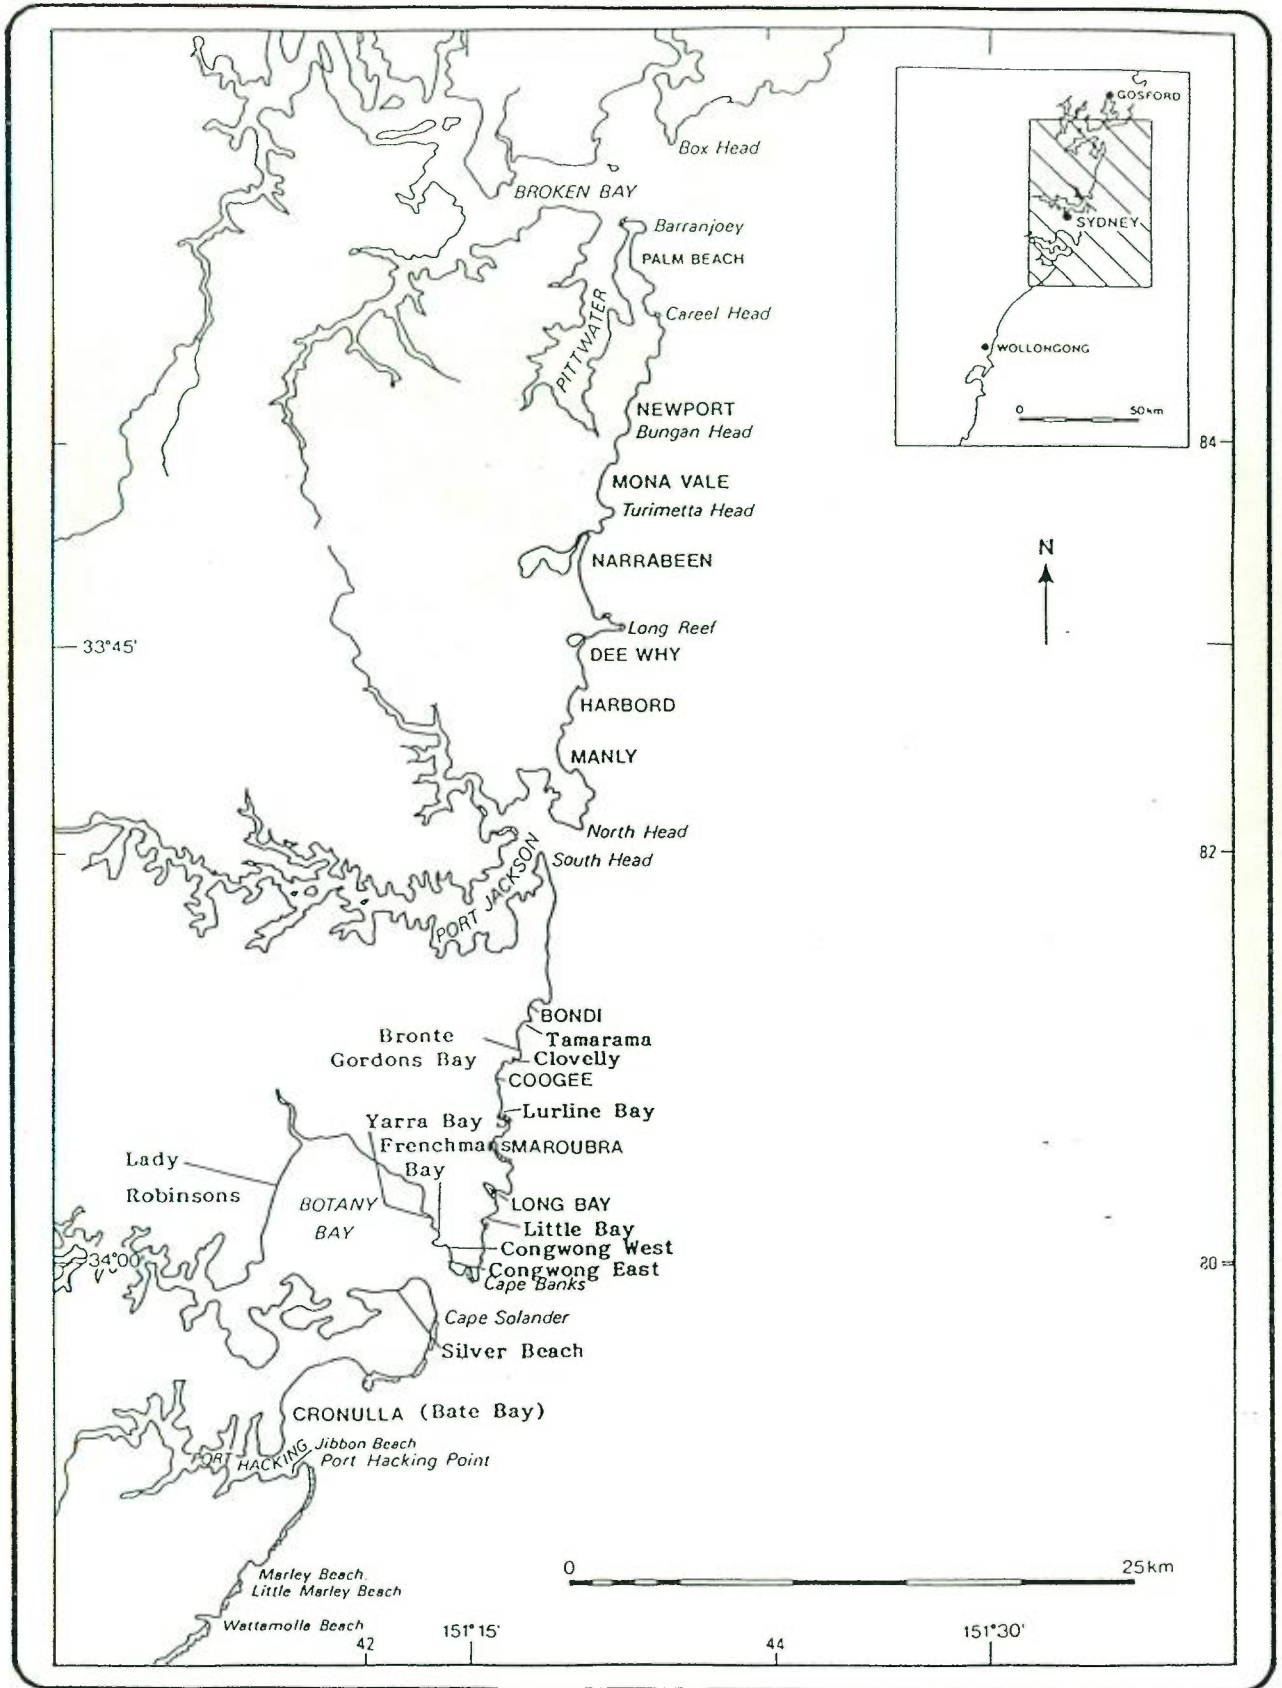 GOSFORD
SYDNEY
WOLLONGONG
0 50km
Box Head
BROKEN BAY
Barranjoey
PALM BEACH
Careel Head
PITTWATER
NEWPORT
Bungan Head
84
MONA VALE
Turimetta Head
N
NARRABEEN
Long Reef
33°45'
DEE WHY
HARBORD
MANLY
North Head
South Head
82
PORT JACKSON
BONDI
Bronte
Tamarama
Gordons Bay
Clovelly
COOGEE
Lurline Bay
Yarra Bay
Frenchmans
MAROUBRA
Bay
Lady
Robinsons
BOTANY
BAY
LONG BAY
Little Bay
Congwong West
34°00'
Congwong East
20
Cape Banks
Cape Solander
Silver Beach
CRONULLA (Bate Bay)
PORT HACKING
Jibbon Beach
Port Hacking Point
0 25km
Marley Beach.
Little Marley Beach
Wattamolla Beach
42
151°15'
44
151°30'